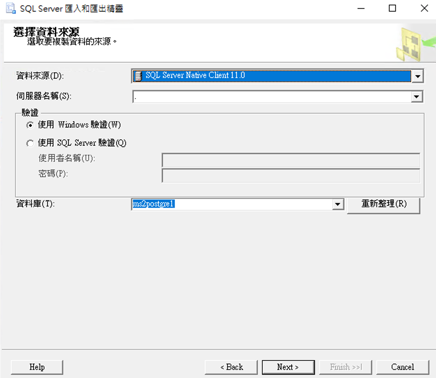 SQL Server 匯入和匯出精靈
選擇資料來源
選取要複製資料的來源。
資料來源(D): SQL Server Native Client 11.0
伺服器名稱(S): .
驗證
使用 Windows 驗證(W)
使用 SQL Server 驗證(Q)
使用者名稱(U):
密碼(P):
資料庫(T): ms2postgre1 重新整理(R)
Help < Back Next > Finish >>| Cancel